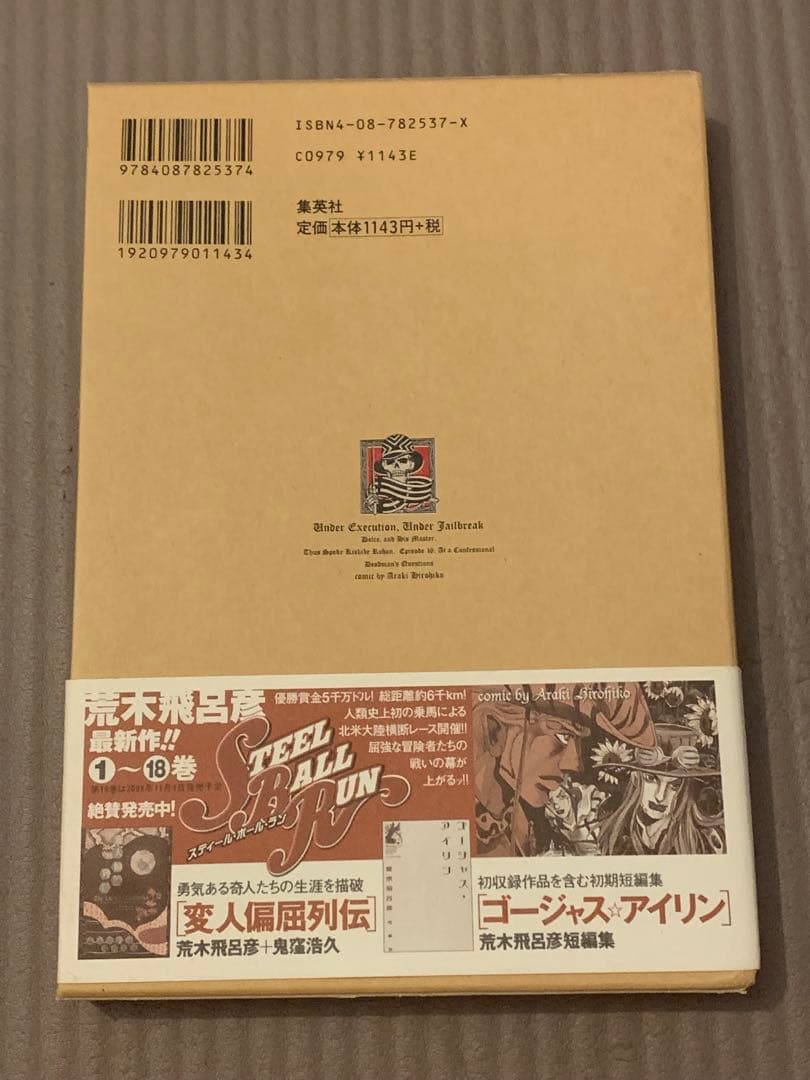 ISBN4-08-782537-X
C0979 ¥1143E
9784087825374
集英社
定価 本体1143円+税
1920979011434
Under Execution, Under Jailbreak
Dolce, and His Master.
Thus Spoke Kishibe Rohan. Episode 16: At a Confessional
Deadman's Questions
comic by Araki Hirohiko
荒木飛呂彦
最新作!!
1~18巻
絶賛発売中!
優勝賞金5千万ドル! 総距離約6千km!
人類史上初の乗馬による
北米大陸横断レース開催!!
屈強な冒険者たちの
戦いの幕が
上がるッ!!
STEEL
BALL
RUN
スティール・ボール・ラン
comic by Araki Hirohiko
勇気ある奇人たちの生涯を描破
[変人偏屈列伝]
荒木飛呂彦+鬼窪浩久
ゴージャス・
アイリン
初収録作品を含む初期短編集
[ゴージャス☆アイリン]
荒木飛呂彦短編集